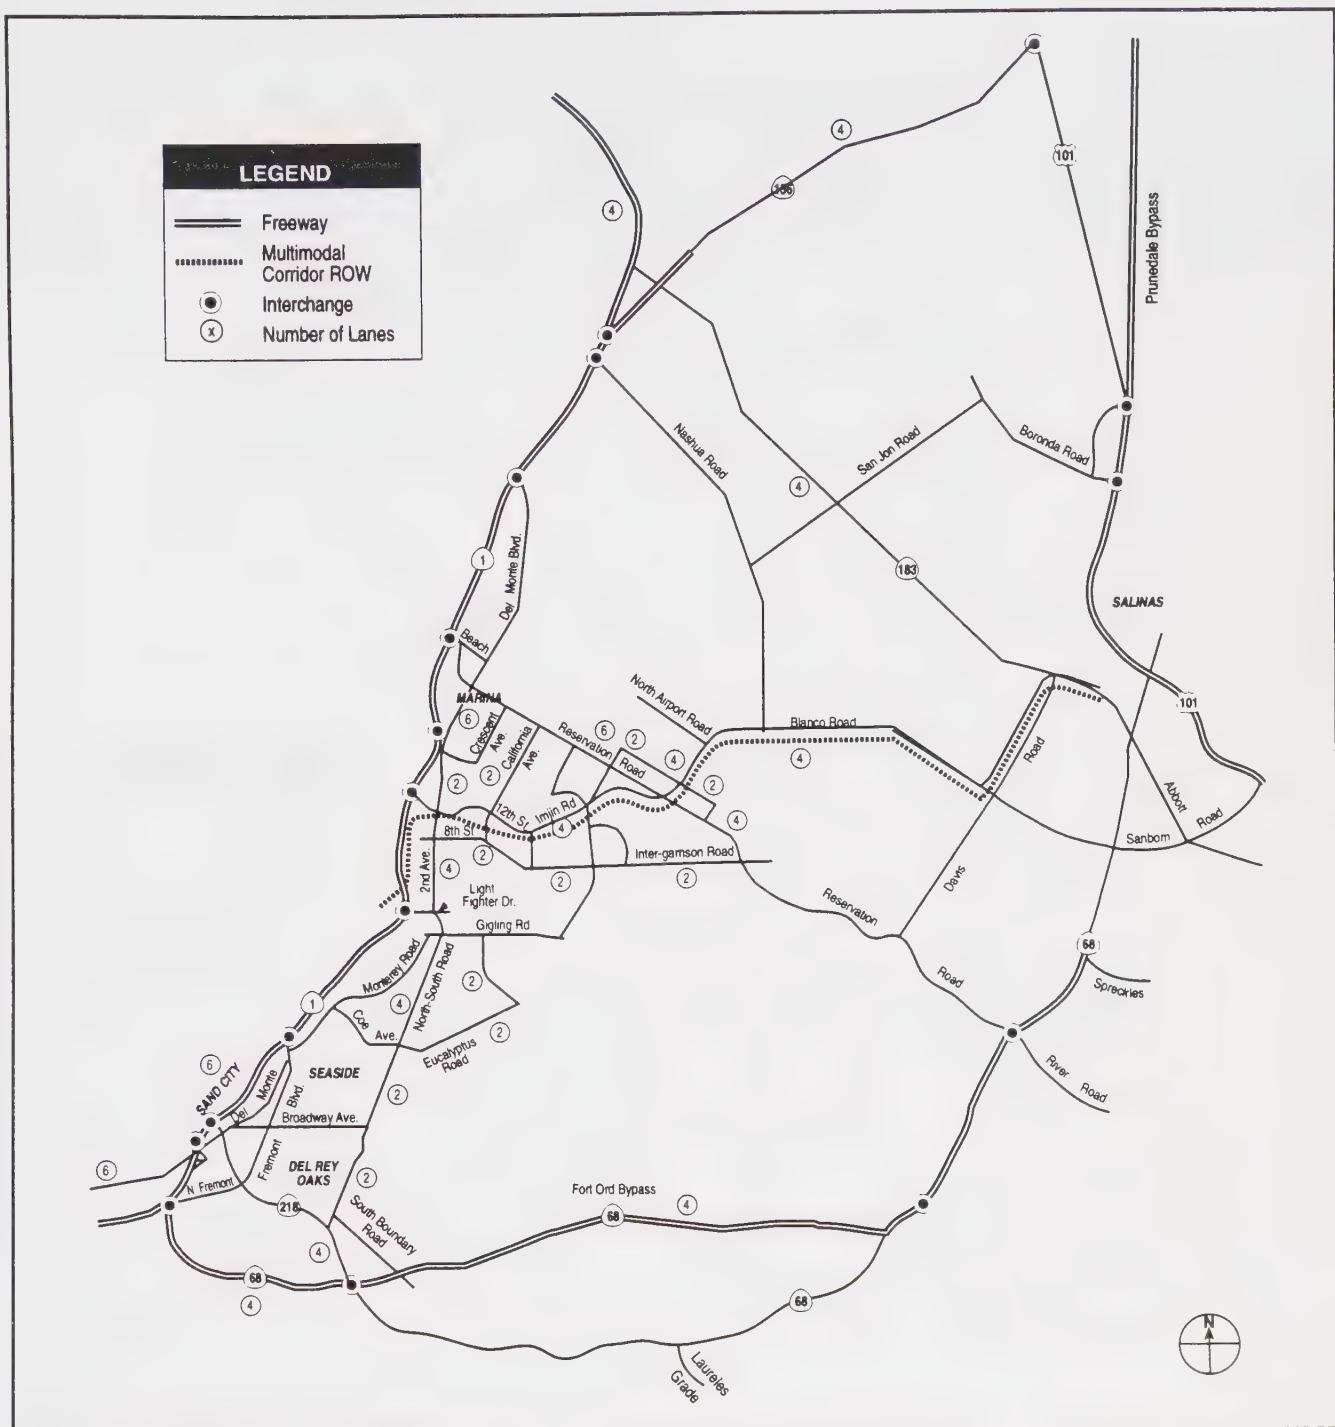 LEGEND
Freeway
Multimodal
Corridor ROW
Interchange
x
Number of Lanes
4
4
156
101
Prunedale Bypass
Nashua Road
San Jon Road
Boronda Road
4
1
Del Monte Blvd.
183
SALINAS
Beach
MARINA
6
Crescent
Ave.
California
Ave.
North Airport Road
Reservation
Road
6
2
4
2
4
Blanco Road
4
101
Road
Abbott
Sanborn
Road
2
2
12th St.
Imjin Rd
4
8th St
2
2nd Ave.
4
2
Inter-garnson Road
2
Light
Fighter Dr.
Gigling Rd
Reservation
Road
Davis
68
Spreckles
Monterey Road
4
North-South Road
2
2
Coe
Ave.
Eucalyptus
Road
1
6
SAND CITY
Del
Monte
Blvd.
SEASIDE
2
Broadway Ave.
River
Road
6
N Fremont
Fremont
DEL REY
OAKS
2
218
South Boundary
Road
Fort Ord Bypass
4
68
4
68
4
68
Laureles
Grade
N